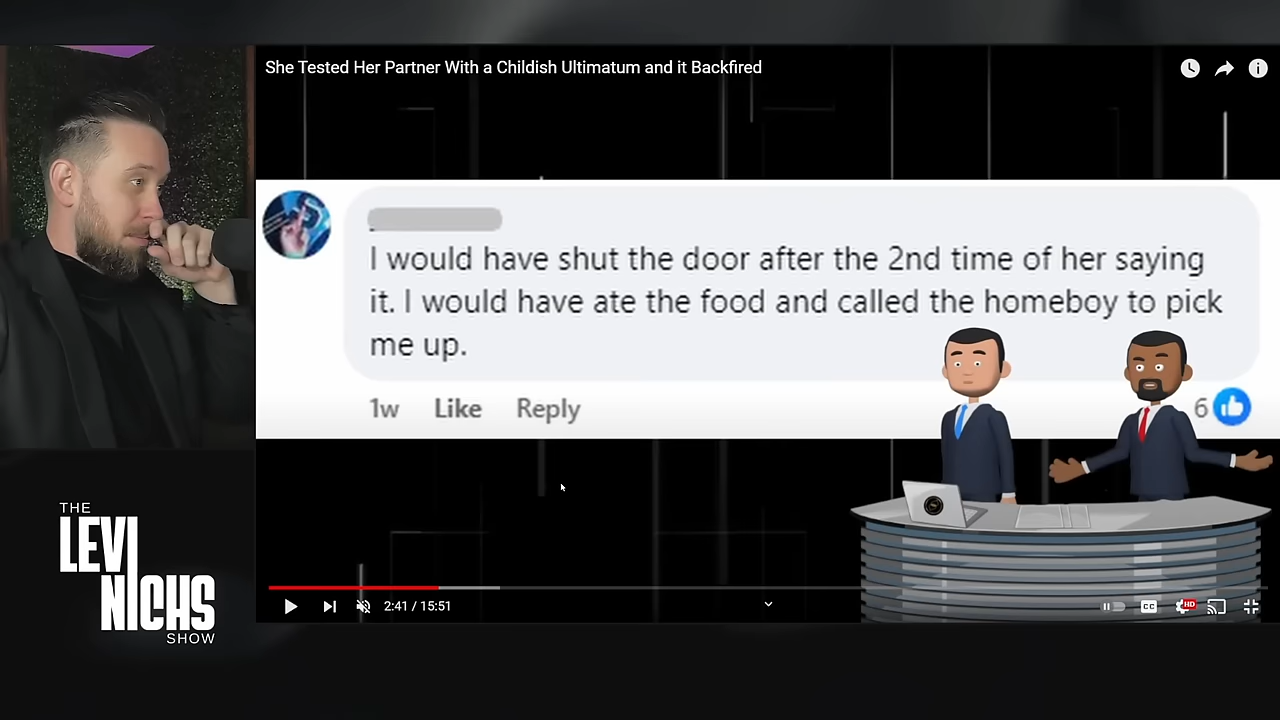 She Tested Her Partner With a Childish Ultimatum and it Backfired
I would have shut the door after the 2nd time of her saying
it. I would have ate the food and called the homeboy to pick
me up.
1w Like Reply
6
THE
LEVI
NICHS
SHOW
2:41 / 15:51
CC
HD